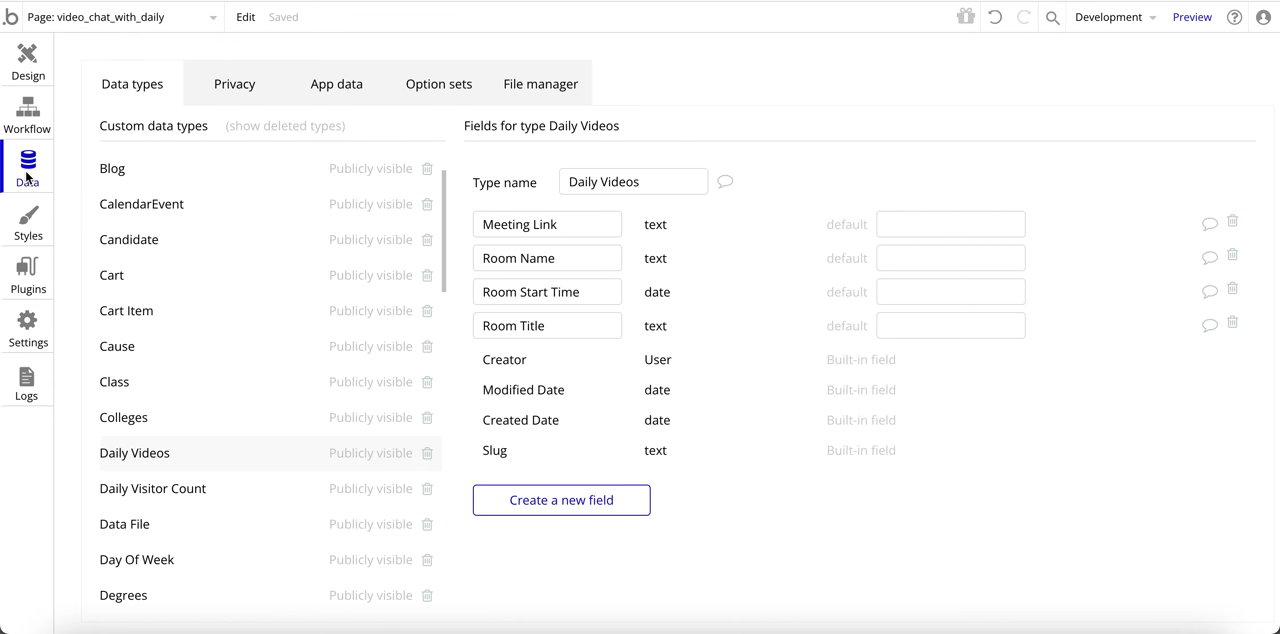 .b Page: video_chat_with_daily Edit Saved Development Preview ?
Design
Workflow
Data
Styles
Plugins
Settings
Logs
Data types Privacy App data Option sets File manager
Custom data types (show deleted types)
Blog Publicly visible
CalendarEvent Publicly visible
Candidate Publicly visible
Cart Publicly visible
Cart Item Publicly visible
Cause Publicly visible
Class Publicly visible
Colleges Publicly visible
Daily Videos Publicly visible
Daily Visitor Count Publicly visible
Data File Publicly visible
Day Of Week Publicly visible
Degrees Publicly visible
Fields for type Daily Videos
Type name Daily Videos
Meeting Link text default
Room Name text default
Room Start Time date default
Room Title text default
Creator User Built-in field
Modified Date date Built-in field
Created Date date Built-in field
Slug text Built-in field
Create a new field